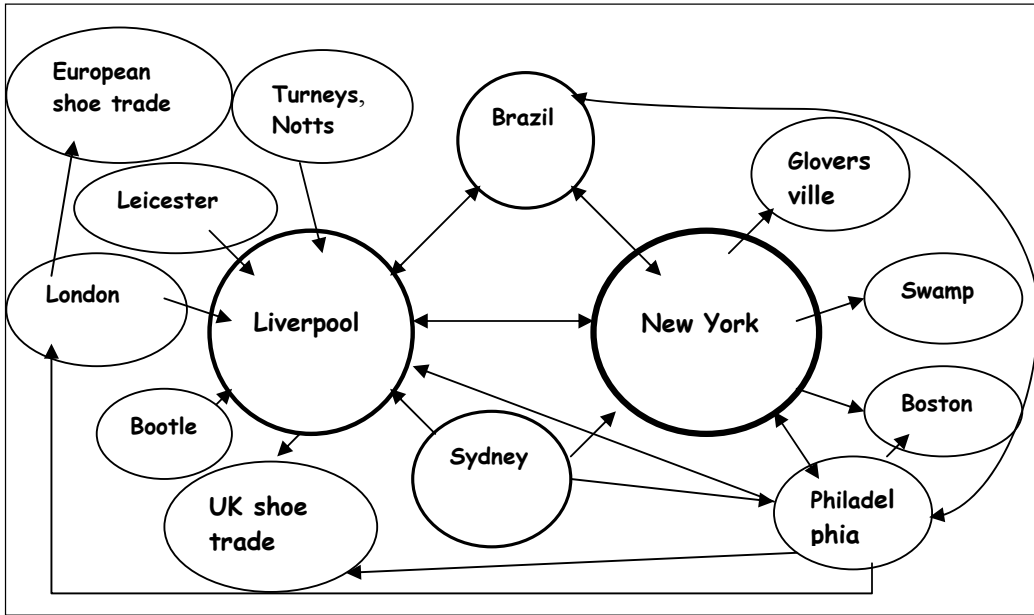 European
shoe trade
Turneys,
Notts
Brazil
Glovers
ville
Leicester
London
Liverpool
New York
Swamp
Bootle
Sydney
Boston
UK shoe
trade
Philadel
phia